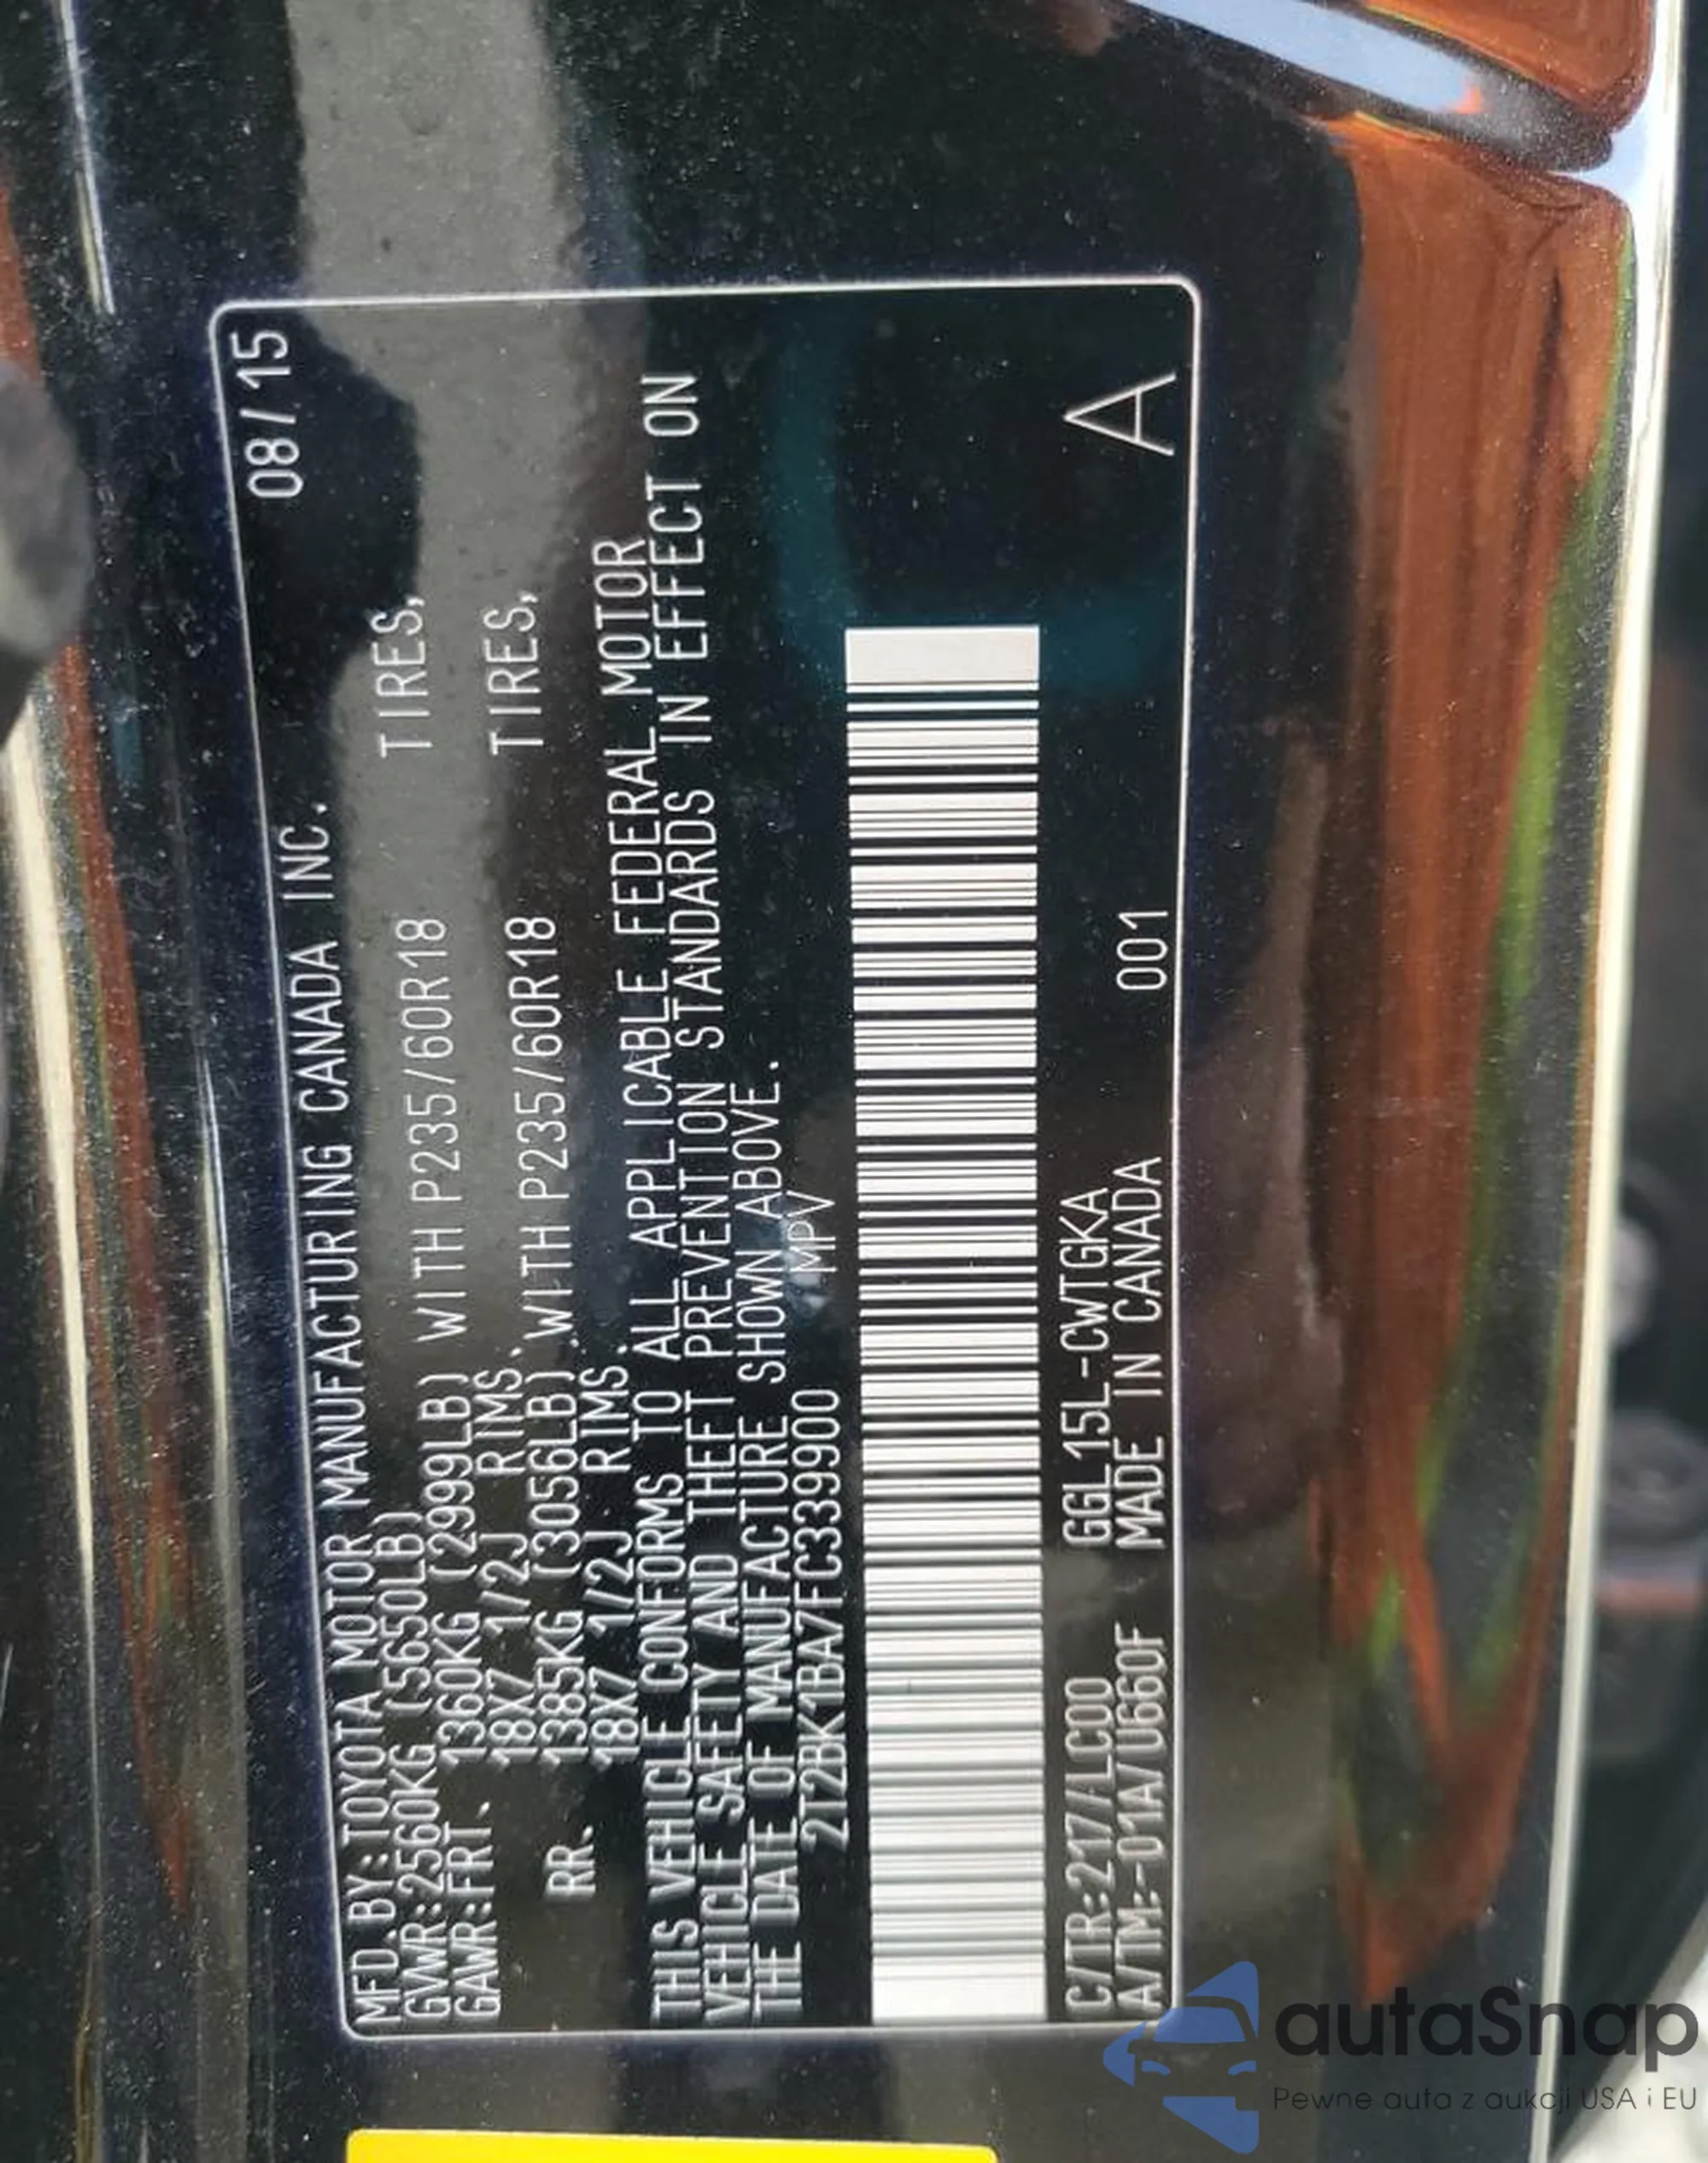 MFD.BY:TOYOTA MOTOR MANUFACTURING CANADA INC. 08/15
GVWR:2560KG (5650LB)
GAWR:FRT. 1360KG (2999LB) WITH P235/60R18 TIRES,
18X7 1/2J RIMS.
RR. 1385KG (3056LB) WITH P235/60R18 TIRES,
18X7 1/2J RIMS.
THIS VEHICLE CONFORMS TO ALL APPLICABLE FEDERAL MOTOR
VEHICLE SAFETY AND THEFT PREVENTION STANDARDS IN EFFECT ON
THE DATE OF MANUFACTURE SHOWN ABOVE.
2T2BK1BA7FC339900 MPV
C/TR:217/LC00 GGL15L-CWTGKA
A/TM:-01A/U660F MADE IN CANADA 001 A
autaSnap
Pewne auta z aukcji USA i EU